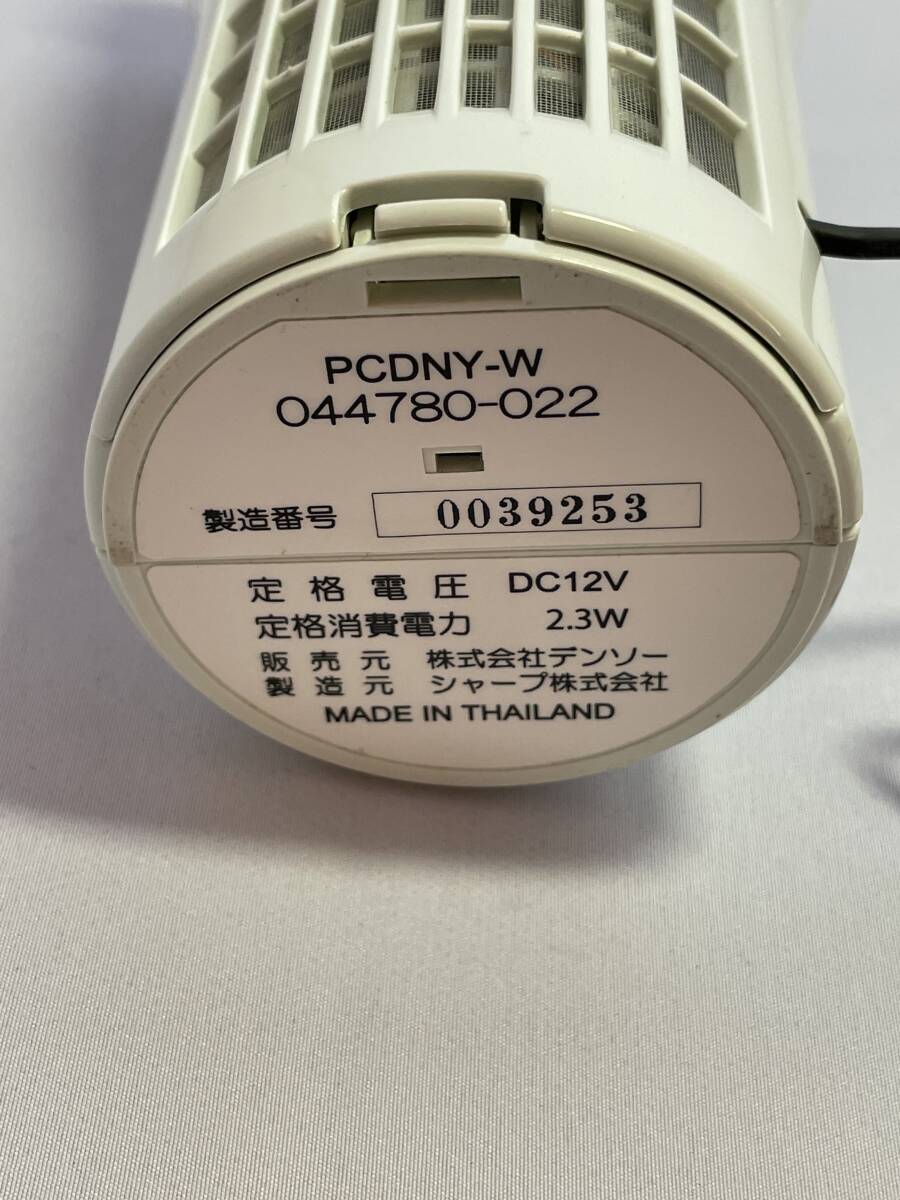 PCDNY-W
044780-022
製造番号 0039253
定格電圧 DC12V
定格消費電力 2.3W
販売元 株式会社デンソー
製造元 シャープ株式会社
MADE IN THAILAND